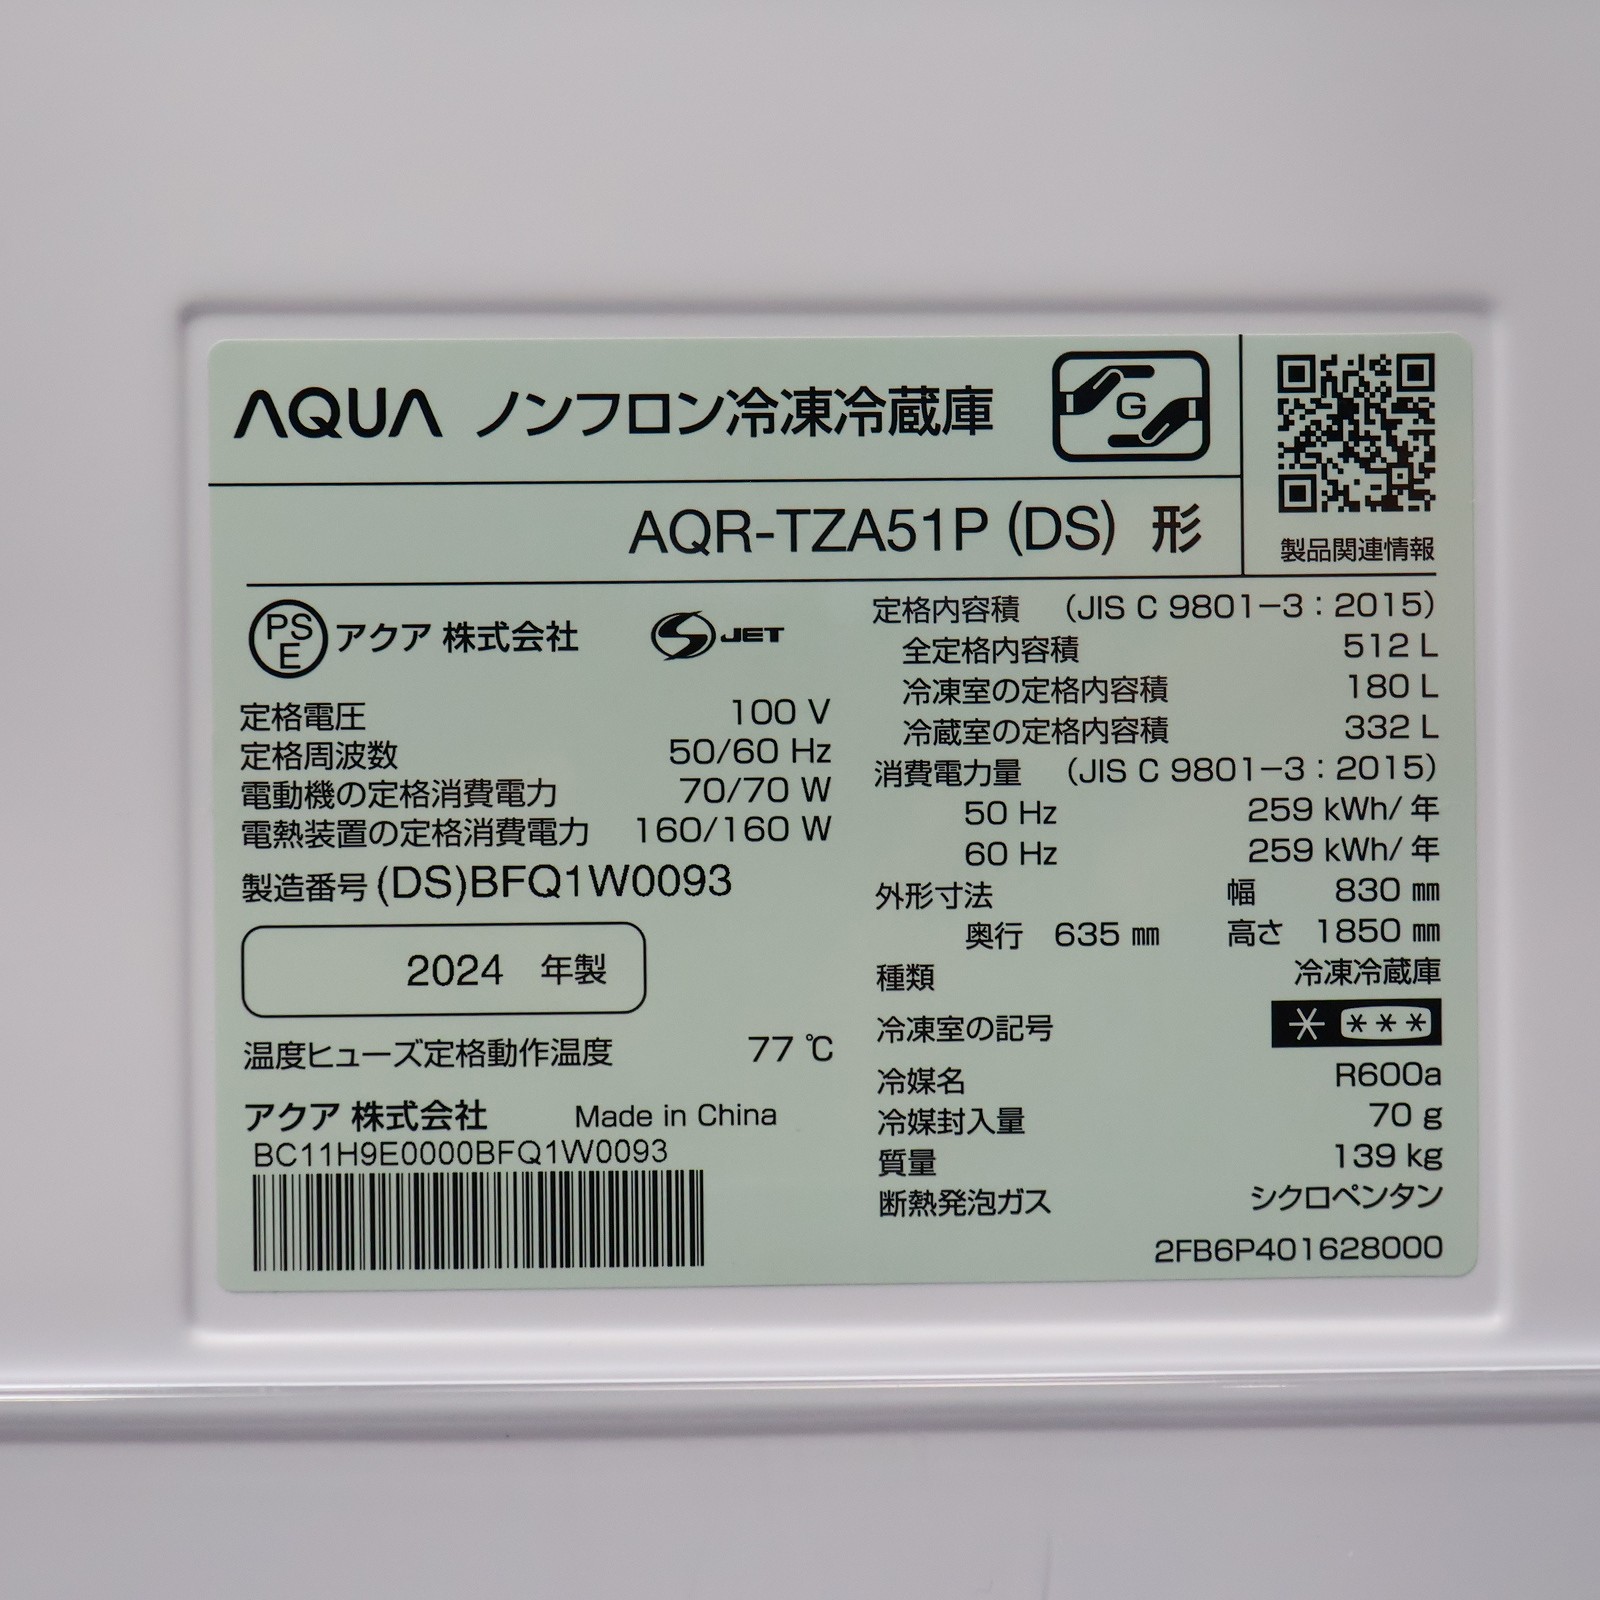 AQUA ノンフロン冷凍冷蔵庫
G
AQR-TZA51P (DS) 形
製品関連情報
PS
E
アクア 株式会社
S JET
定格電圧 100 V
定格周波数 50/60 Hz
電動機の定格消費電力 70/70 W
電熱装置の定格消費電力 160/160 W
製造番号 (DS)BFQ1W0093
2024 年製
温度ヒューズ定格動作温度 77 ℃
アクア 株式会社 Made in China
BC11H9E0000BFQ1W0093
定格内容積 (JIS C 9801-3：2015)
全定格内容積 512 L
冷凍室の定格内容積 180 L
冷蔵室の定格内容積 332 L
消費電力量 (JIS C 9801-3：2015)
50 Hz 259 kWh/年
60 Hz 259 kWh/年
外形寸法 幅 830 ㎜
奥行 635 ㎜ 高さ 1850 ㎜
種類 冷凍冷蔵庫
冷凍室の記号 * ***
冷媒名 R600a
冷媒封入量 70 g
質量 139 kg
断熱発泡ガス シクロペンタン
2FB6P401628000